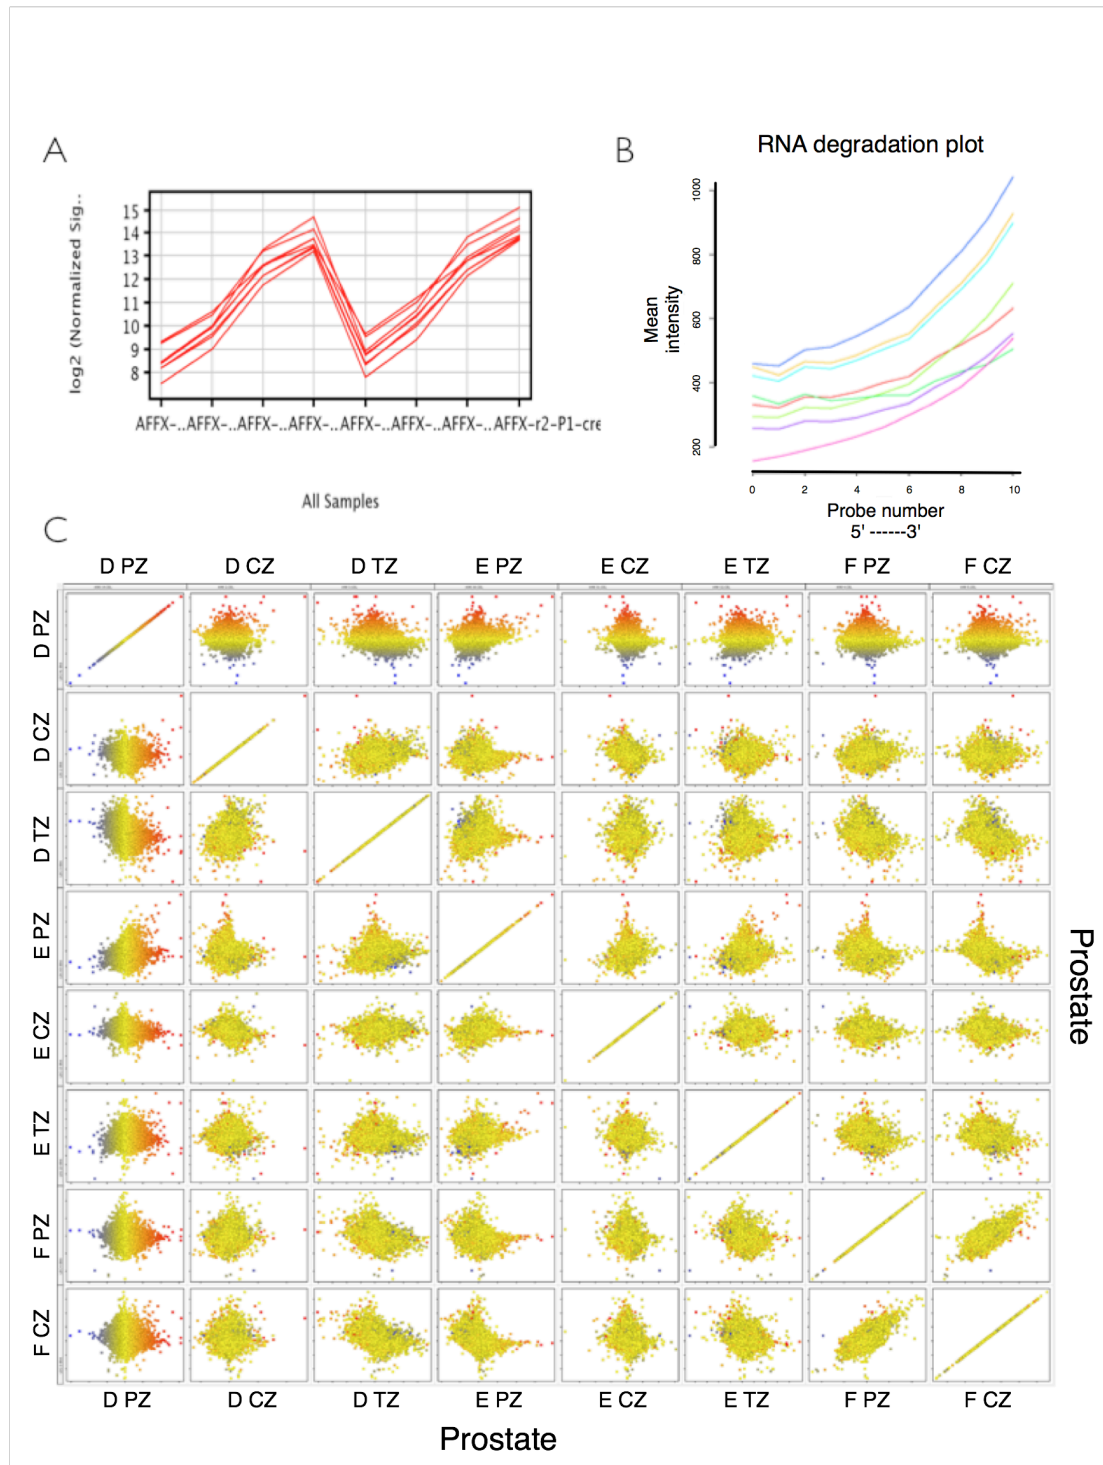 A
B
RNA degradation plot
log2 (Normalized Sig..
15
14
13
12
11
10
9
8
AFFX-..AFFX-..AFFX-..AFFX-..AFFX-..AFFX-..AFFX-..AFFX-r2-P1-cre
All Samples
Mean
intensity
1000
800
600
400
200
0 2 4 6 8 10
Probe number
5' ------3'
C
D PZ D CZ D TZ E PZ E CZ E TZ F PZ F CZ
D PZ
D CZ
D TZ
E PZ
E CZ
E TZ
F PZ
F CZ
Prostate
D PZ D CZ D TZ E PZ E CZ E TZ F PZ F CZ
Prostate